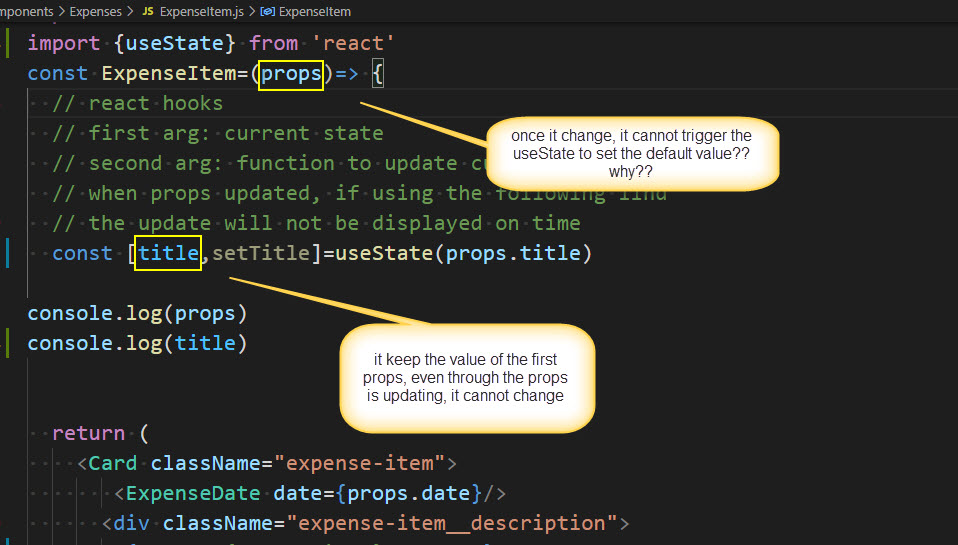 mponents > Expenses > JS ExpenseItem.js > ExpenseItem
import {useState} from 'react'
const ExpenseItem=(props)=> {
// react hooks
// first arg: current state
// second arg: function to update
// when props updated, if using the following
// the update will not be displayed on time
const [title,setTitle]=useState(props.title)
once it change, it cannot trigger the
useState to set the default value??
why??
console.log(props)
console.log(title)
it keep the value of the first
props, even through the props
is updating, it cannot change
return (
<Card className="expense-item">
<ExpenseDate date={props.date}/>
<div className="expense-item__description">